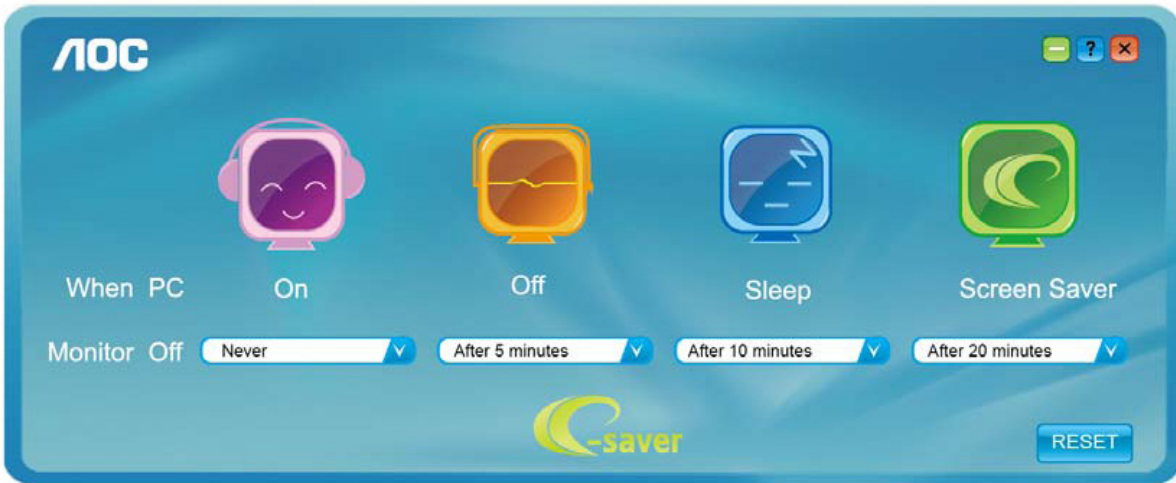 AOC
?
When PC On Off Sleep Screen Saver
Monitor Off Never After 5 minutes After 10 minutes After 20 minutes
e-saver
RESET